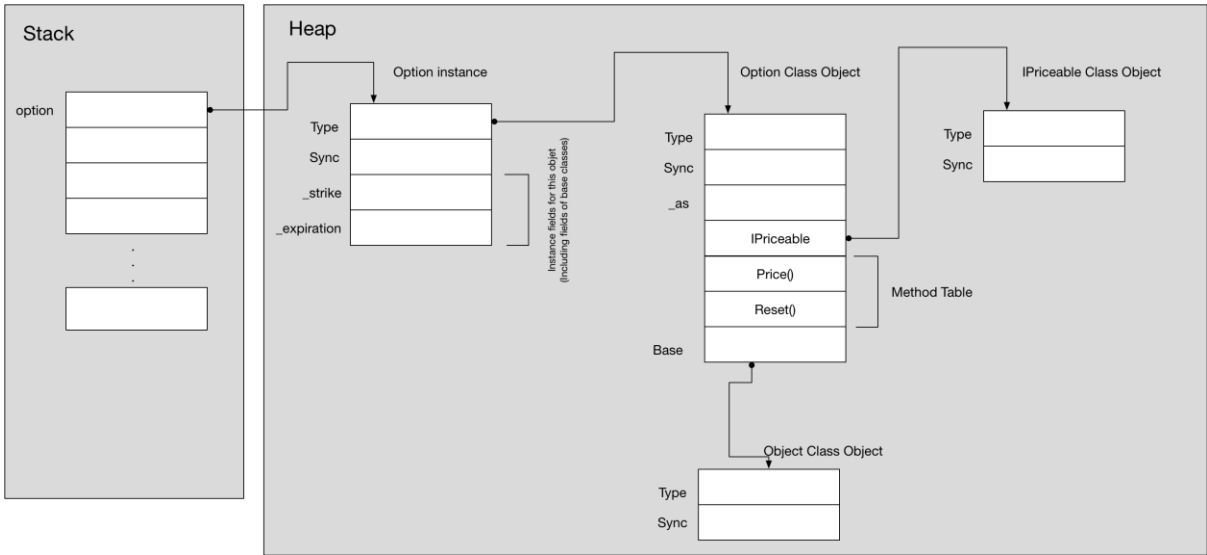 Stack
option
.
.
.
Heap
Option instance
Type
Sync
_strike
_expiration
Instance fields for this objet
(Including fields of base classes)
Option Class Object
Type
Sync
_as
IPriceable
Price()
Reset()
Method Table
Base
IPriceable Class Object
Type
Sync
Object Class Object
Type
Sync